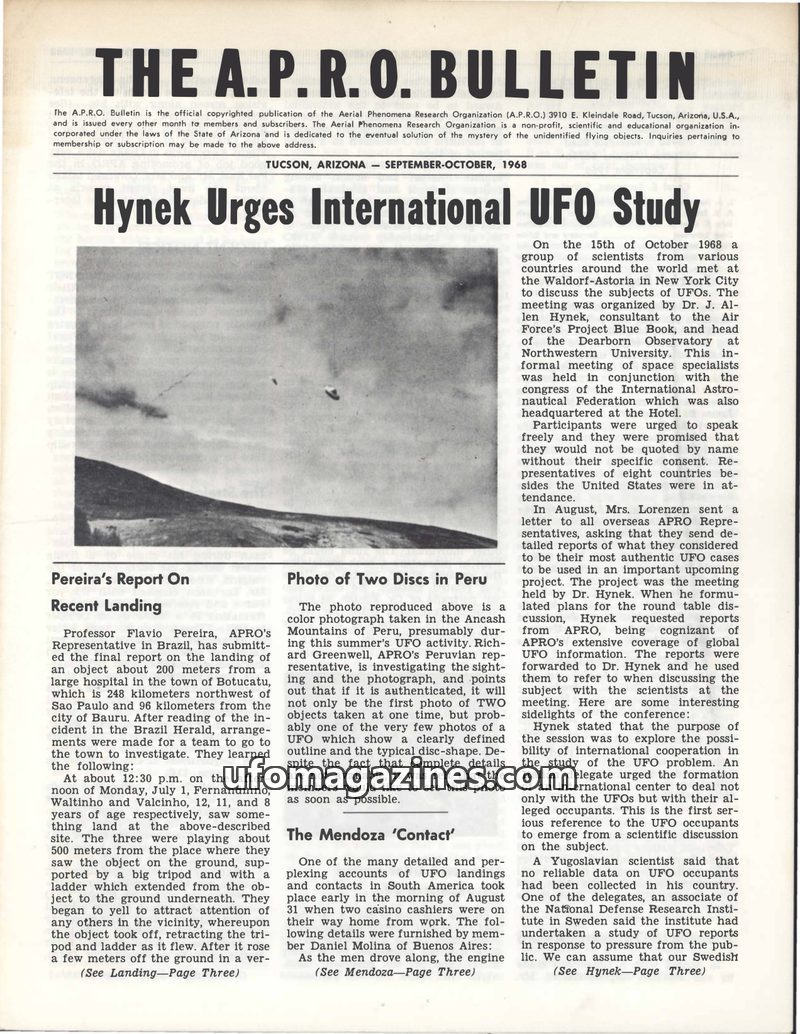 THE A.P.R.O. BULLETIN
The A.P.R.O. Bulletin is the official copyrighted publication of the Aerial Phenomena Research Organization (A.P.R.O.) 3910 E. Kleindale Road, Tucson, Arizona, U.S.A.,
and is issued every other month to members and subscribers. The Aerial Phenomena Research Organization is a non-profit, scientific and educational organization in-
corporated under the laws of the State of Arizona and is dedicated to the eventual solution of the mystery of the unidentified flying objects. Inquiries pertaining to
membership or subscription may be made to the above address.
TUCSON, ARIZONA — SEPTEMBER-OCTOBER, 1968
Hynek Urges International UFO Study
Pereira's Report On
Recent Landing
Professor Flavio Pereira, APRO's
Representative in Brazil, has submitt-
ed the final report on the landing of
an object about 200 meters from a
large hospital in the town of Botucatu,
which is 248 kilometers northwest of
Sao Paulo and 96 kilometers from the
city of Bauru. After reading of the in-
cident in the Brazil Herald, arrange-
ments were made for a team to go to
the town to investigate. They learned
the following:
At about 12:30 p.m. on the
noon of Monday, July 1, Fernandinho,
Waltinho and Valcinho, 12, 11, and 8
years of age respectively, saw some-
thing land at the above-described
site. The three were playing about
500 meters from the place where they
saw the object on the ground, sup-
ported by a big tripod and with a
ladder which extended from the ob-
ject to the ground underneath. They
began to yell to attract attention of
any others in the vicinity, whereupon
the object took off, retracting the tri-
pod and ladder as it flew. After it rose
a few meters off the ground in a ver-
(See Landing—Page Three)
Photo of Two Discs in Peru
The photo reproduced above is a
color photograph taken in the Ancash
Mountains of Peru, presumably dur-
ing this summer's UFO activity. Rich-
ard Greenwell, APRO's Peruvian rep-
resentative, is investigating the sight-
ing and the photograph, and points
out that if it is authenticated, it will
not only be the first photo of TWO
objects taken at one time, but prob-
ably one of the very few photos of a
UFO which show a clearly defined
outline and the typical disc-shape. De-
spite the fact that complete details
as soon as possible.
The Mendoza 'Contact'
One of the many detailed and per-
plexing accounts of UFO landings
and contacts in South America took
place early in the morning of August
31 when two casino cashiers were on
their way home from work. The fol-
lowing details were furnished by mem-
ber Daniel Molina of Buenos Aires:
As the men drove along, the engine
(See Mendoza—Page Three)
On the 15th of October 1968 a
group of scientists from various
countries around the world met at
the Waldorf-Astoria in New York City
to discuss the subjects of UFOs. The
meeting was organized by Dr. J. Al-
len Hynek, consultant to the Air
Force's Project Blue Book, and head
of the Dearborn Observatory at
Northwestern University. This in-
formal meeting of space specialists
was held in conjunction with the
congress of the International Astro-
nautical Federation which was also
headquartered at the Hotel.
Participants were urged to speak
freely and they were promised that
they would not be quoted by name
without their specific consent. Re-
presentatives of eight countries be-
sides the United States were in at-
tendance.
In August, Mrs. Lorenzen sent a
letter to all overseas APRO Repre-
sentatives, asking that they send de-
tailed reports of what they considered
to be their most authentic UFO cases
to be used in an important upcoming
project. The project was the meeting
held by Dr. Hynek. When he formu-
lated plans for the round table dis-
cussion, Hynek requested reports
from APRO, being cognizant of
APRO's extensive coverage of global
UFO information. The reports were
forwarded to Dr. Hynek and he used
them to refer to when discussing the
subject with the scientists at the
meeting. Here are some interesting
sidelights of the conference:
Hynek stated that the purpose of
the session was to explore the possi-
bility of international cooperation in
the study of the UFO problem. An
delegate urged the formation
international center to deal not
only with the UFOs but with their al-
leged occupants. This is the first ser-
ious reference to the UFO occupants
to emerge from a scientific discussion
on the subject.
A Yugoslavian scientist said that
no reliable data on UFO occupants
had been collected in his country.
One of the delegates, an associate of
the National Defense Research Insti-
tute in Sweden said the institute had
undertaken a study of UFO reports
in response to pressure from the pub-
lic. We can assume that our Swedish
(See Hynek—Page Three)
ufomagazines.com